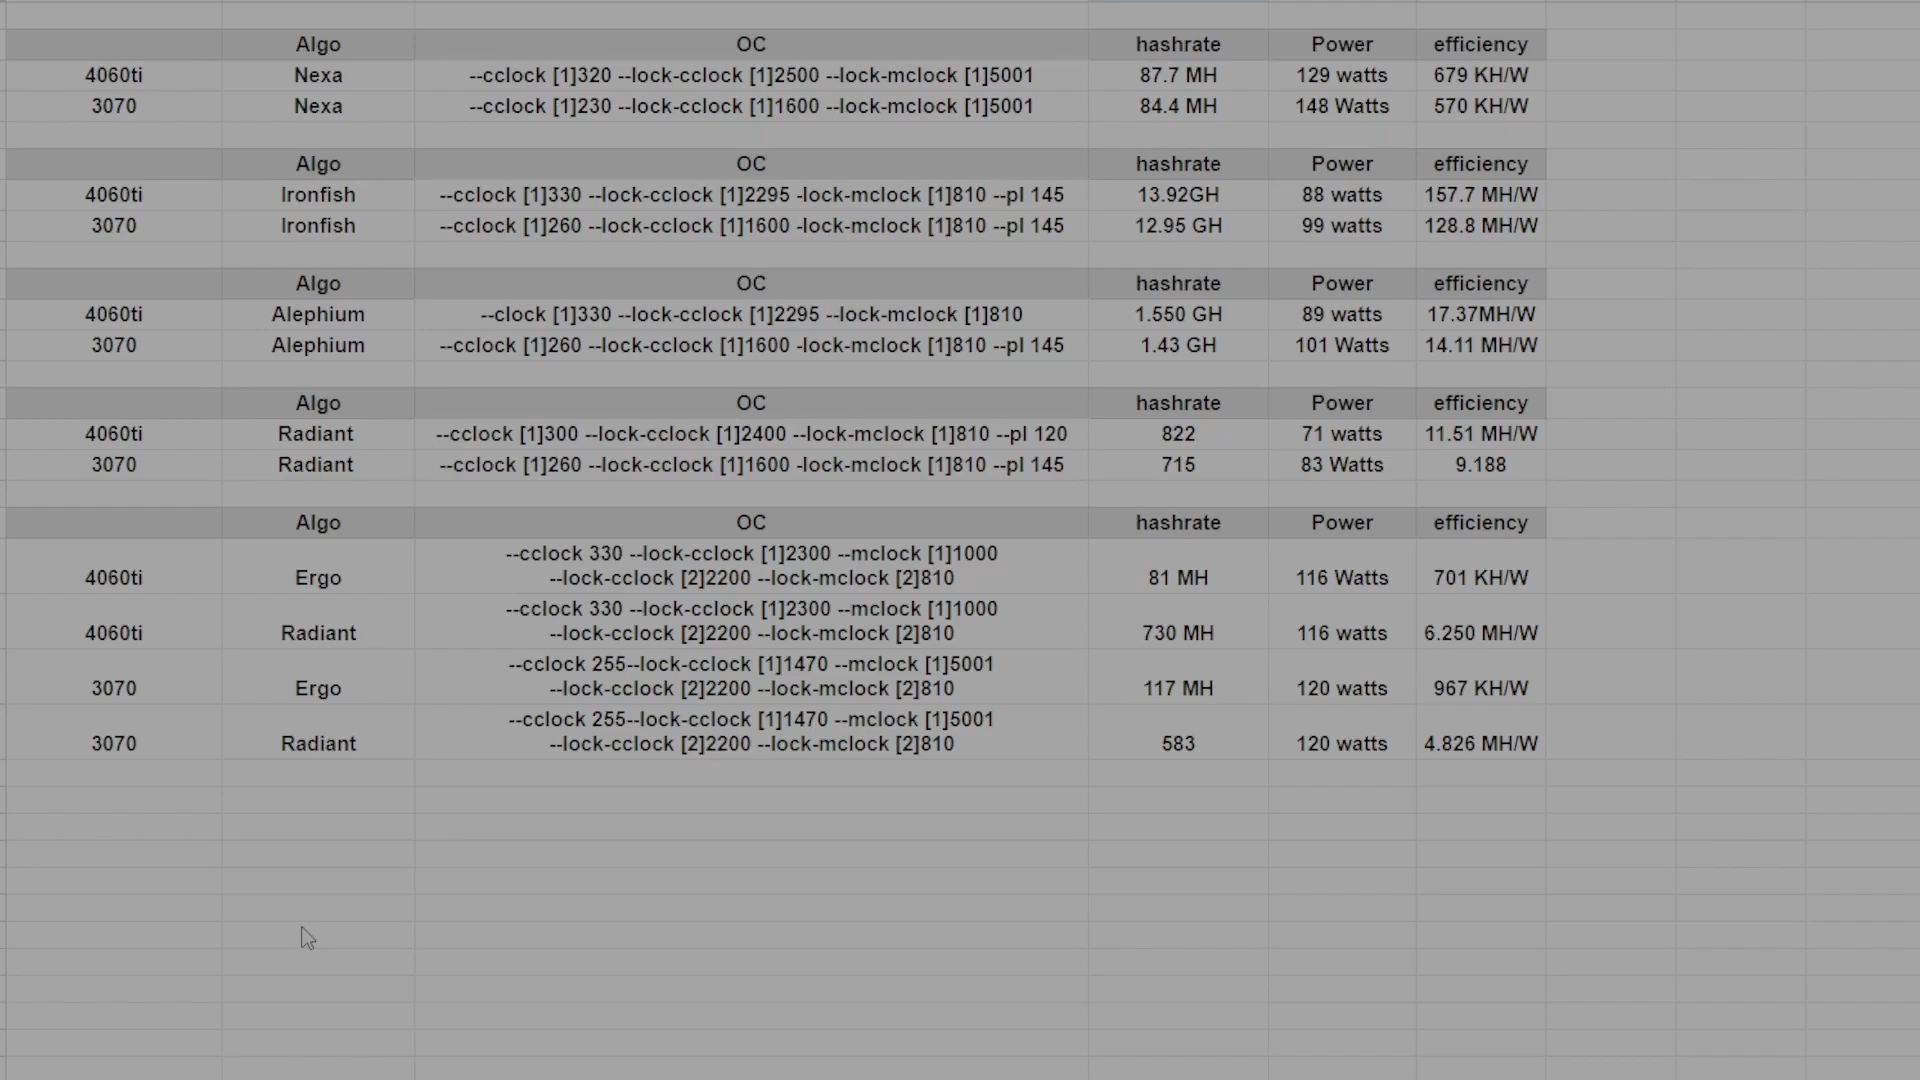 Algo OC hashrate Power efficiency
4060ti Nexa --cclock [1]320 --lock-cclock [1]2500 --lock-mclock [1]5001 87.7 MH 129 watts 679 KH/W
3070 Nexa --cclock [1]230 --lock-cclock [1]1600 --lock-mclock [1]5001 84.4 MH 148 Watts 570 KH/W
Algo OC hashrate Power efficiency
4060ti Ironfish --cclock [1]330 --lock-cclock [1]2295 -lock-mclock [1]810 --pl 145 13.92GH 88 watts 157.7 MH/W
3070 Ironfish --cclock [1]260 --lock-cclock [1]1600 -lock-mclock [1]810 --pl 145 12.95 GH 99 watts 128.8 MH/W
Algo OC hashrate Power efficiency
4060ti Alephium --clock [1]330 --lock-cclock [1]2295 --lock-mclock [1]810 1.550 GH 89 watts 17.37MH/W
3070 Alephium --cclock [1]260 --lock-cclock [1]1600 -lock-mclock [1]810 --pl 145 1.43 GH 101 Watts 14.11 MH/W
Algo OC hashrate Power efficiency
4060ti Radiant --cclock [1]300 --lock-cclock [1]2400 --lock-mclock [1]810 --pl 120 822 71 watts 11.51 MH/W
3070 Radiant --cclock [1]260 --lock-cclock [1]1600 -lock-mclock [1]810 --pl 145 715 83 Watts 9.188
Algo OC hashrate Power efficiency
--cclock 330 --lock-cclock [1]2300 --mclock [1]1000
4060ti Ergo --lock-cclock [2]2200 --lock-mclock [2]810 81 MH 116 Watts 701 KH/W
--cclock 330 --lock-cclock [1]2300 --mclock [1]1000
4060ti Radiant --lock-cclock [2]2200 --lock-mclock [2]810 730 MH 116 watts 6.250 MH/W
--cclock 255--lock-cclock [1]1470 --mclock [1]5001
3070 Ergo --lock-cclock [2]2200 --lock-mclock [2]810 117 MH 120 watts 967 KH/W
--cclock 255--lock-cclock [1]1470 --mclock [1]5001
3070 Radiant --lock-cclock [2]2200 --lock-mclock [2]810 583 120 watts 4.826 MH/W